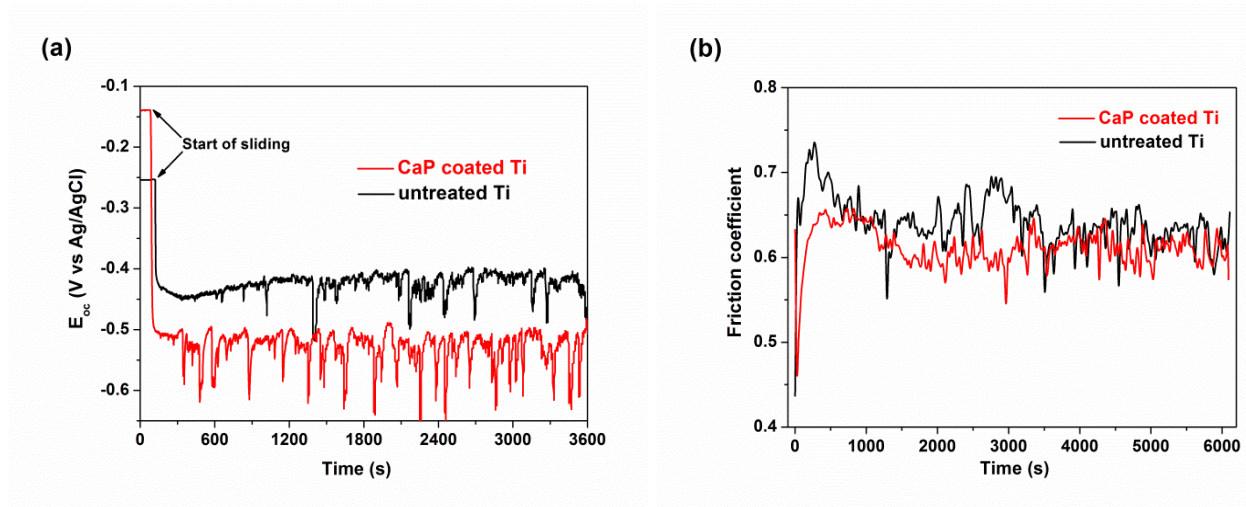 (a)
-0.1
-0.2
-0.3
-0.4
-0.5
-0.6
E_oc (V vs Ag/AgCl)
Start of sliding
CaP coated Ti
untreated Ti
0 600 1200 1800 2400 3000 3600
Time (s)
(b)
0.8
0.7
0.6
0.5
0.4
Friction coefficient
CaP coated Ti
untreated Ti
0 1000 2000 3000 4000 5000 6000
Time (s)